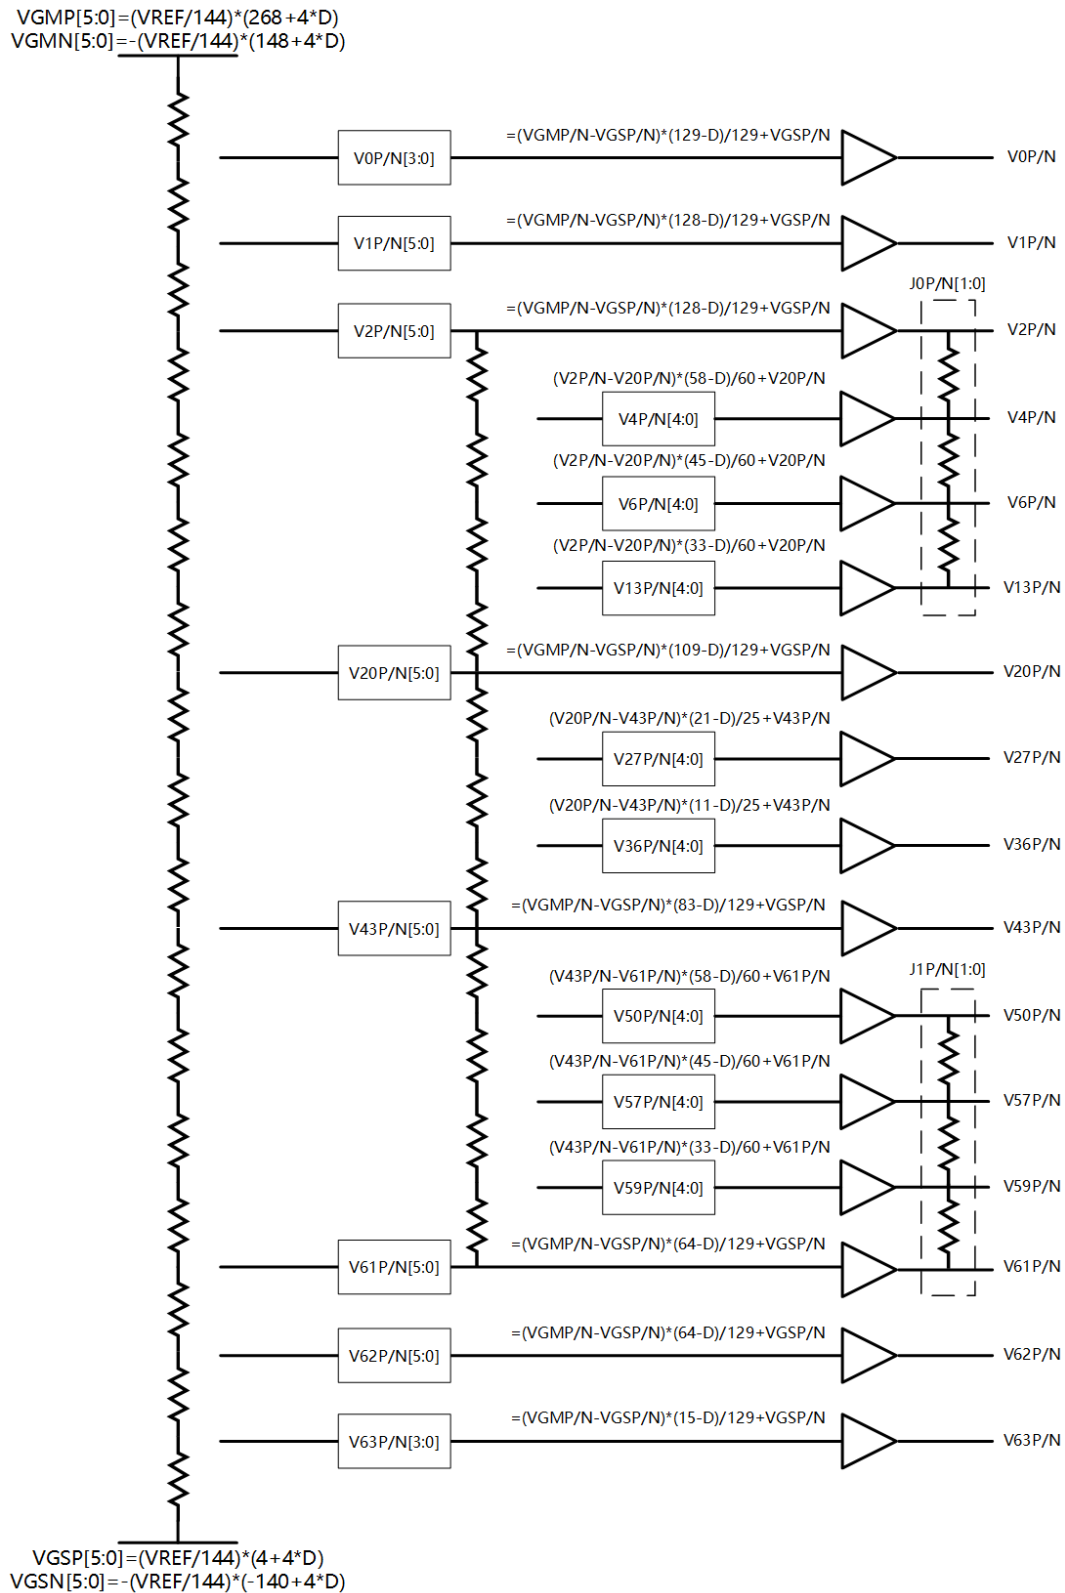 VGMP[5:0]=(VREF/144)*(268+4*D)
VGMN[5:0]=-(VREF/144)*(148+4*D)
=(VGMP/N-VGSP/N)*(129-D)/129+VGSP/N
V0P/N[3:0]
V0P/N
=(VGMP/N-VGSP/N)*(128-D)/129+VGSP/N
V1P/N[5:0]
V1P/N
J0P/N[1:0]
=(VGMP/N-VGSP/N)*(128-D)/129+VGSP/N
V2P/N[5:0]
V2P/N
(V2P/N-V20P/N)*(58-D)/60+V20P/N
V4P/N[4:0]
V4P/N
(V2P/N-V20P/N)*(45-D)/60+V20P/N
V6P/N[4:0]
V6P/N
(V2P/N-V20P/N)*(33-D)/60+V20P/N
V13P/N[4:0]
V13P/N
=(VGMP/N-VGSP/N)*(109-D)/129+VGSP/N
V20P/N[5:0]
V20P/N
(V20P/N-V43P/N)*(21-D)/25+V43P/N
V27P/N[4:0]
V27P/N
(V20P/N-V43P/N)*(11-D)/25+V43P/N
V36P/N[4:0]
V36P/N
=(VGMP/N-VGSP/N)*(83-D)/129+VGSP/N
V43P/N[5:0]
V43P/N
J1P/N[1:0]
(V43P/N-V61P/N)*(58-D)/60+V61P/N
V50P/N[4:0]
V50P/N
(V43P/N-V61P/N)*(45-D)/60+V61P/N
V57P/N[4:0]
V57P/N
(V43P/N-V61P/N)*(33-D)/60+V61P/N
V59P/N[4:0]
V59P/N
=(VGMP/N-VGSP/N)*(64-D)/129+VGSP/N
V61P/N[5:0]
V61P/N
=(VGMP/N-VGSP/N)*(64-D)/129+VGSP/N
V62P/N[5:0]
V62P/N
=(VGMP/N-VGSP/N)*(15-D)/129+VGSP/N
V63P/N[3:0]
V63P/N
VGSP[5:0]=(VREF/144)*(4+4*D)
VGSN[5:0]=-(VREF/144)*(-140+4*D)